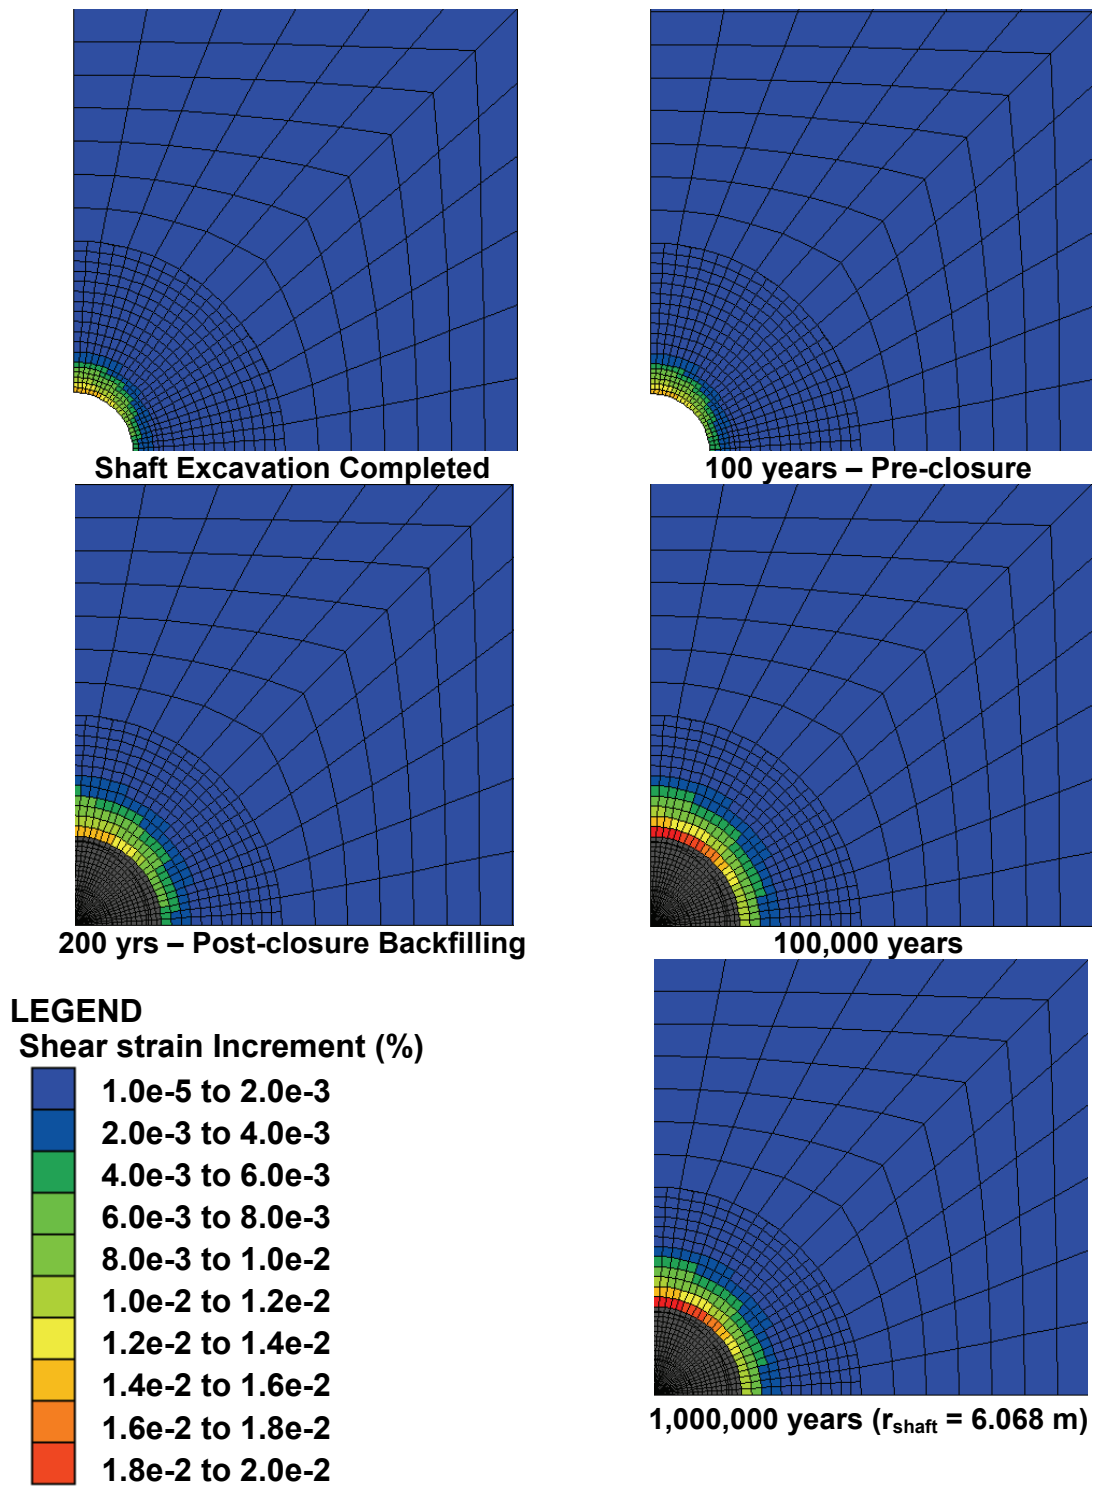 Shaft Excavation Completed
100 years – Pre-closure
200 yrs – Post-closure Backfilling
100,000 years
LEGEND
Shear strain Increment (%)
1.0e-5 to 2.0e-3
2.0e-3 to 4.0e-3
4.0e-3 to 6.0e-3
6.0e-3 to 8.0e-3
8.0e-3 to 1.0e-2
1.0e-2 to 1.2e-2
1.2e-2 to 1.4e-2
1.4e-2 to 1.6e-2
1.6e-2 to 1.8e-2
1.8e-2 to 2.0e-2
1,000,000 years (rshaft = 6.068 m)